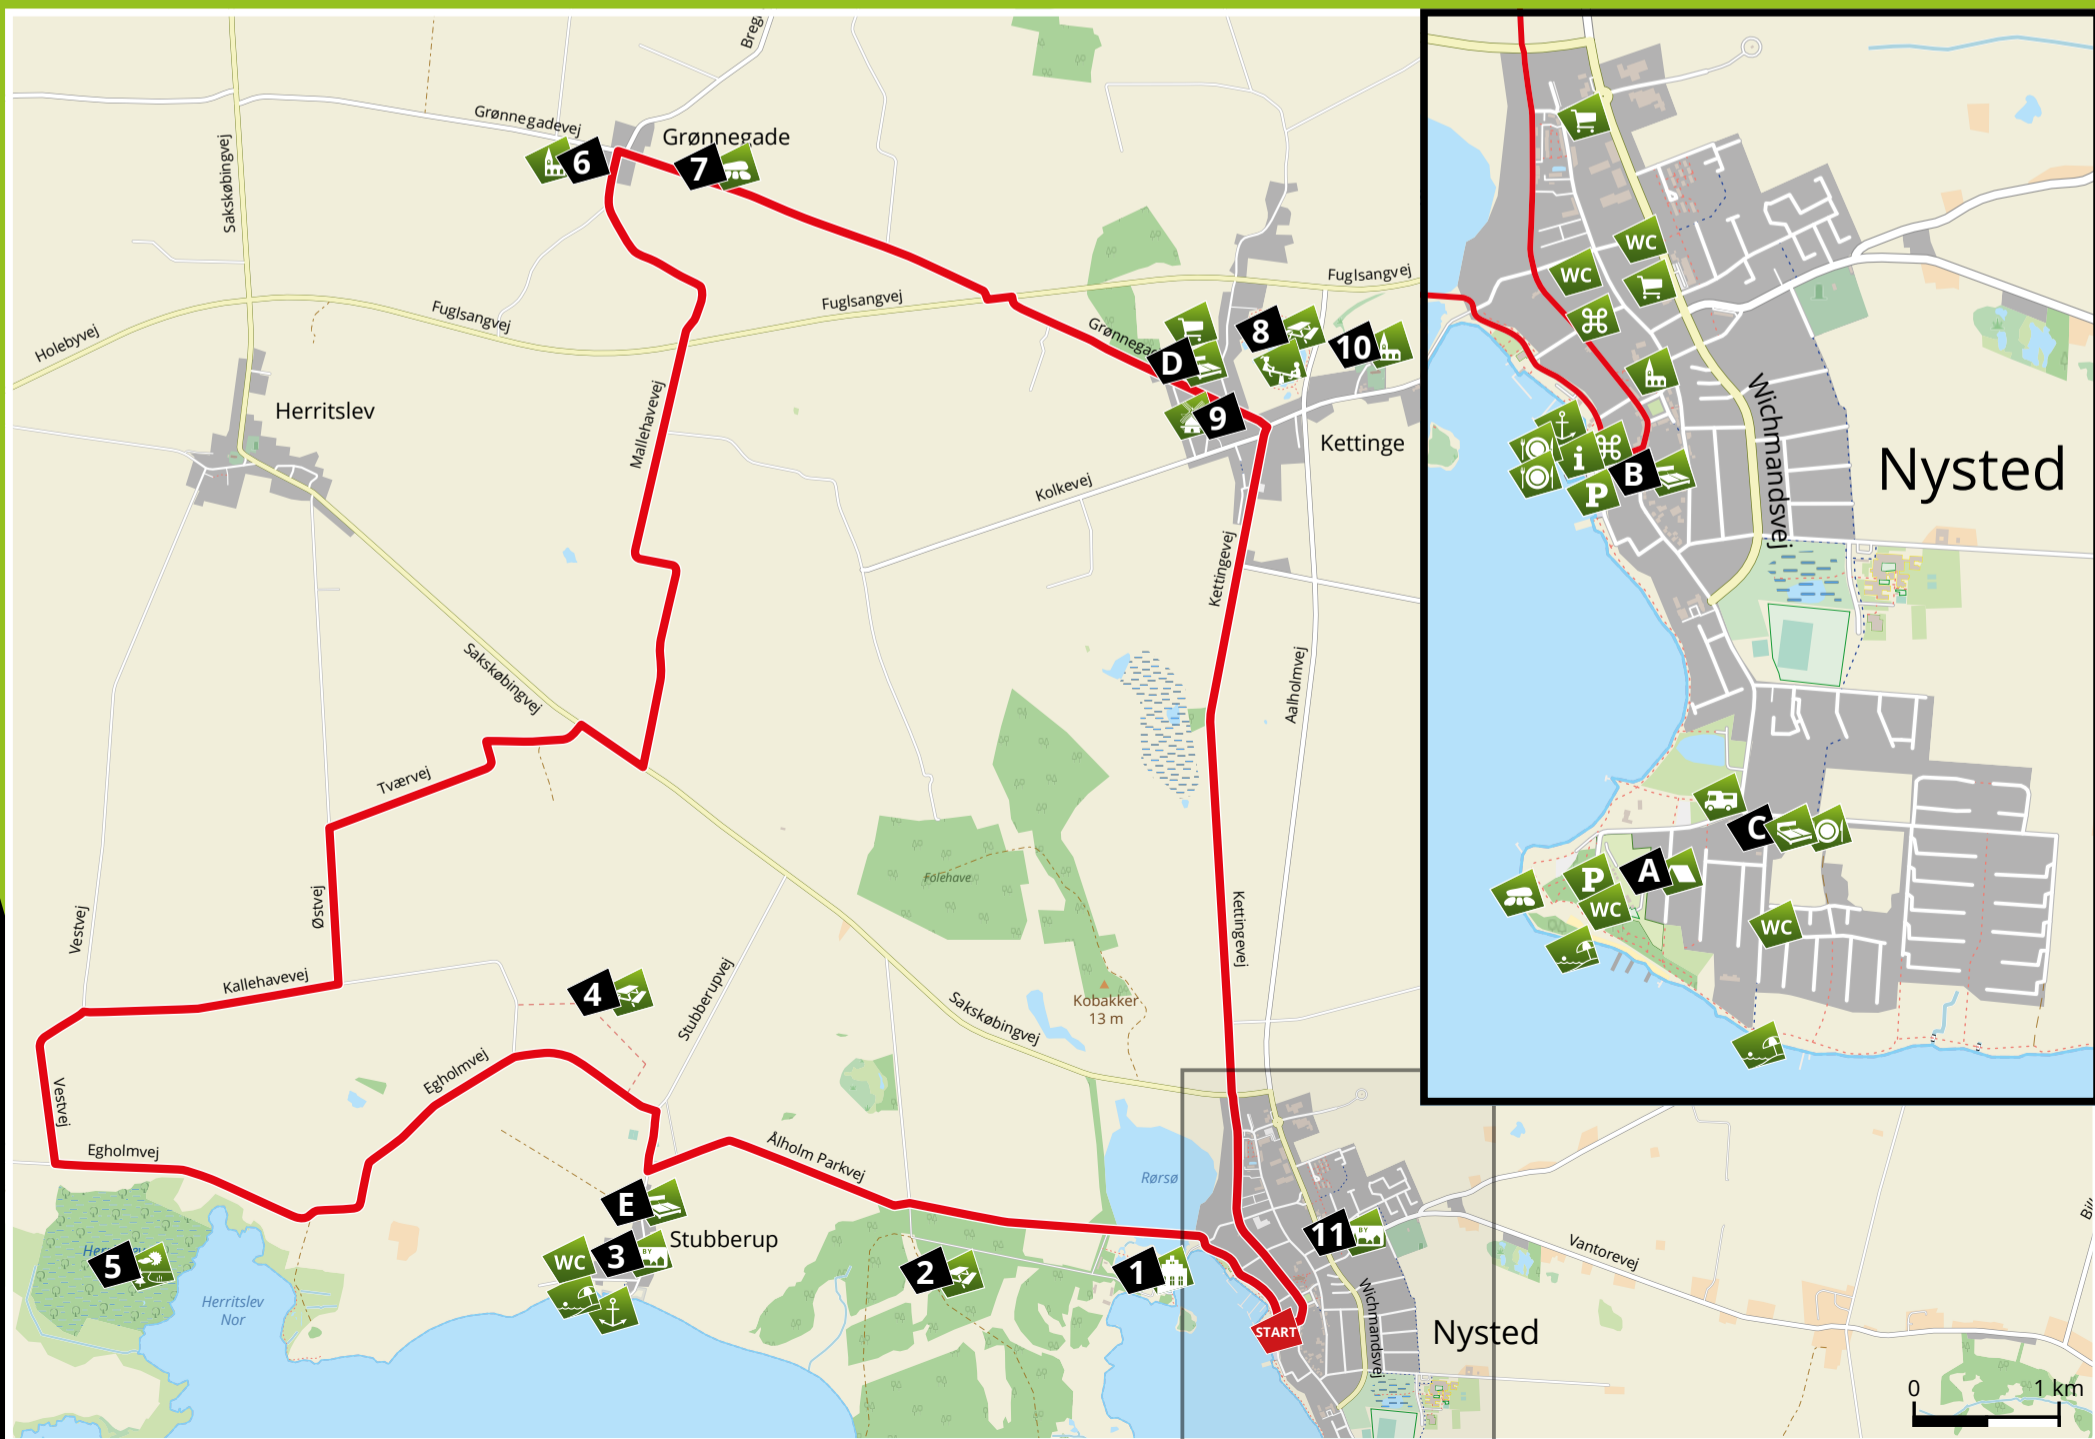 Grønnegadevej
Grønnegade
6
7
Sakskøbingvej
Fuglsangvej
Fuglsangvej
Fuglsangvej
Holebyvej
Herritslev
Mallehavevej
D
8
10
9
Kettinge
Kolkevej
Kettingevej
Sakskøbingvej
Aalholmvej
Tværvej
Østvej
Vestvej
Folehave
Kettingevej
Kallehavevej
4
Stubberupvej
Sakskøbingvej
Kobakker
13 m
Egholmvej
Vestvej
Egholmvej
Ålholm Parkvej
Rørsø
E
Stubberup
WC
3
BY
5
Herritslev
Nor
2
1
11
BY
START
Wichmandsvej
Nysted
Vantorevej
0
1 km
WC
WC
Wichmandsvej
Nysted
i
B
P
C
A
P
WC
WC